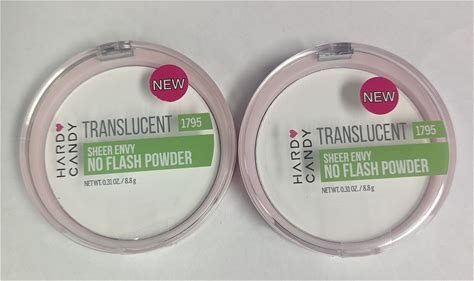 NEW
HARD CANDY
TRANSLUCENT 1795
SHEER ENVY
NO FLASH POWDER
NET WT. 0.31 OZ. / 8.8 g
NEW
HARD CANDY
TRANSLUCENT 1795
SHEER ENVY
NO FLASH POWDER
NET WT. 0.31 OZ. / 8.8 g